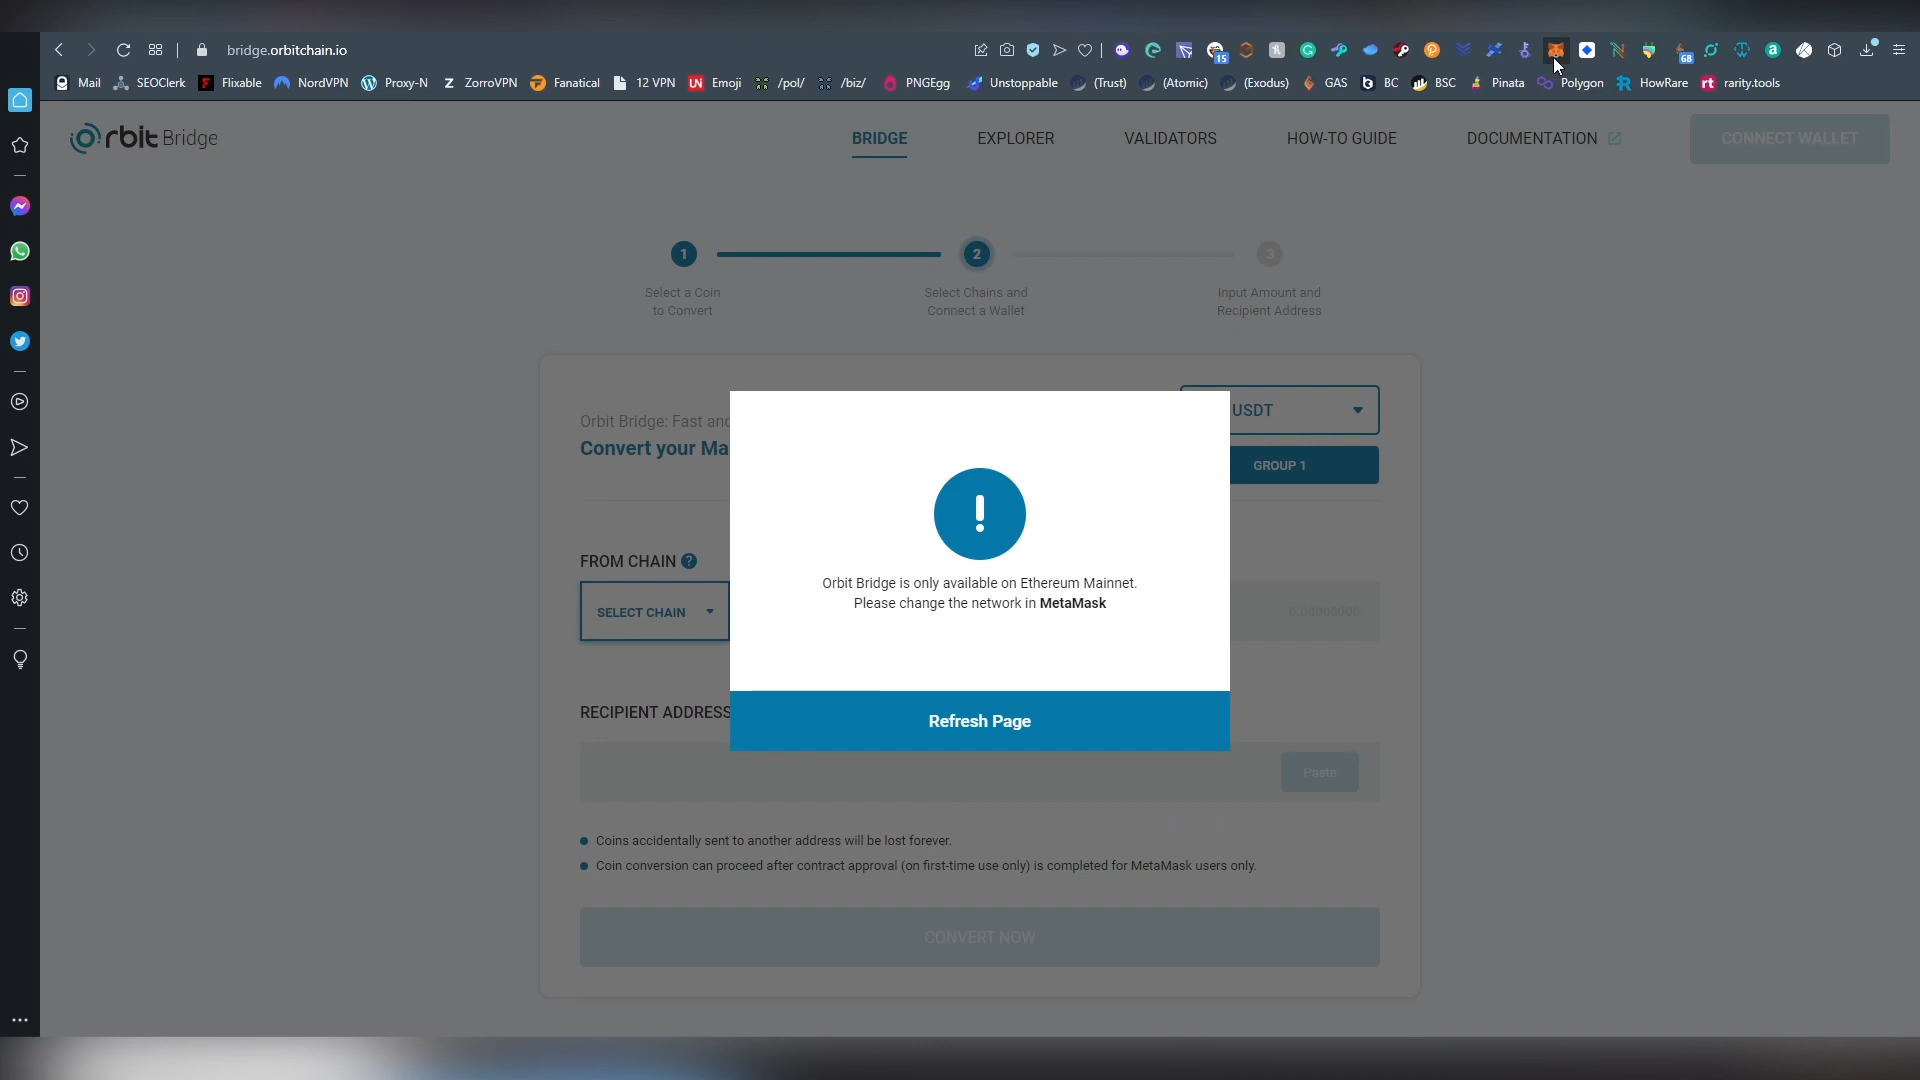 bridge.orbitchain.io
15
68
Mail
SEOClerk
Flixable
NordVPN
Proxy-N
ZorroVPN
Fanatical
12 VPN
Emoji
/pol/
/biz/
PNGEgg
Unstoppable
(Trust)
(Atomic)
(Exodus)
GAS
BC
BSC
Pinata
Polygon
HowRare
rarity.tools
Orbit Bridge
BRIDGE
EXPLORER
VALIDATORS
HOW-TO GUIDE
DOCUMENTATION
CONNECT WALLET
1
2
3
Select a Coin
to Convert
Select Chains and
Connect a Wallet
Input Amount and
Recipient Address
Orbit Bridge: Fast and
Convert your Ma
USDT
GROUP 1
FROM CHAIN ?
SELECT CHAIN
0.00000000
!
Orbit Bridge is only available on Ethereum Mainnet.
Please change the network in MetaMask
Refresh Page
RECIPIENT ADDRESS
Paste
Coins accidentally sent to another address will be lost forever.
Coin conversion can proceed after contract approval (on first-time use only) is completed for MetaMask users only.
CONVERT NOW